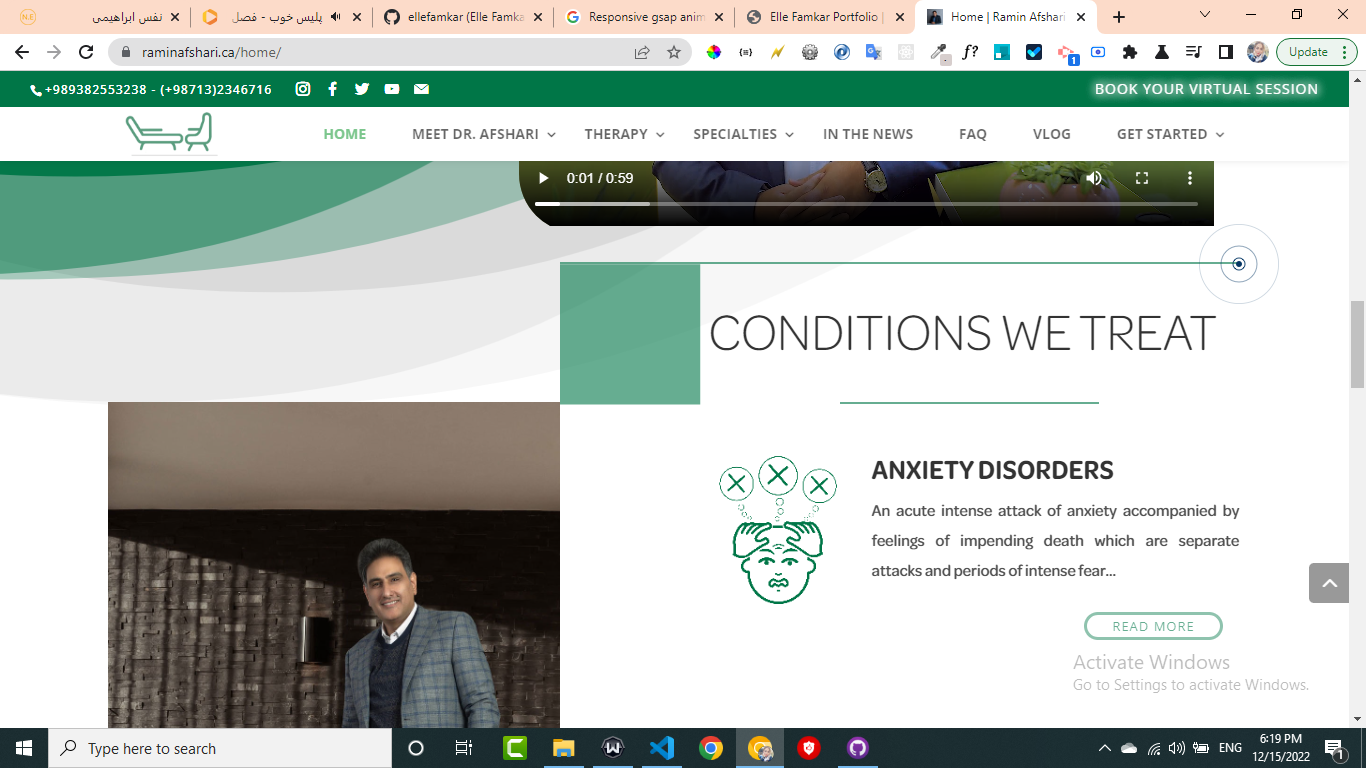 نفس ابراهیمی
پلیس خوب - فصل
ellefamkar (Elle Famka
Responsive gsap anim
Elle Famkar Portfolio |
Home | Ramin Afshari
raminafshari.ca/home/
Update
+989382553238 - (+98713)2346716
BOOK YOUR VIRTUAL SESSION
HOME
MEET DR. AFSHARI
THERAPY
SPECIALTIES
IN THE NEWS
FAQ
VLOG
GET STARTED
0:01 / 0:59
CONDITIONS WE TREAT
ANXIETY DISORDERS
An acute intense attack of anxiety accompanied by
feelings of impending death which are separate
attacks and periods of intense fear...
READ MORE
Activate Windows
Go to Settings to activate Windows.
Type here to search
ENG
6:19 PM
12/15/2022
1